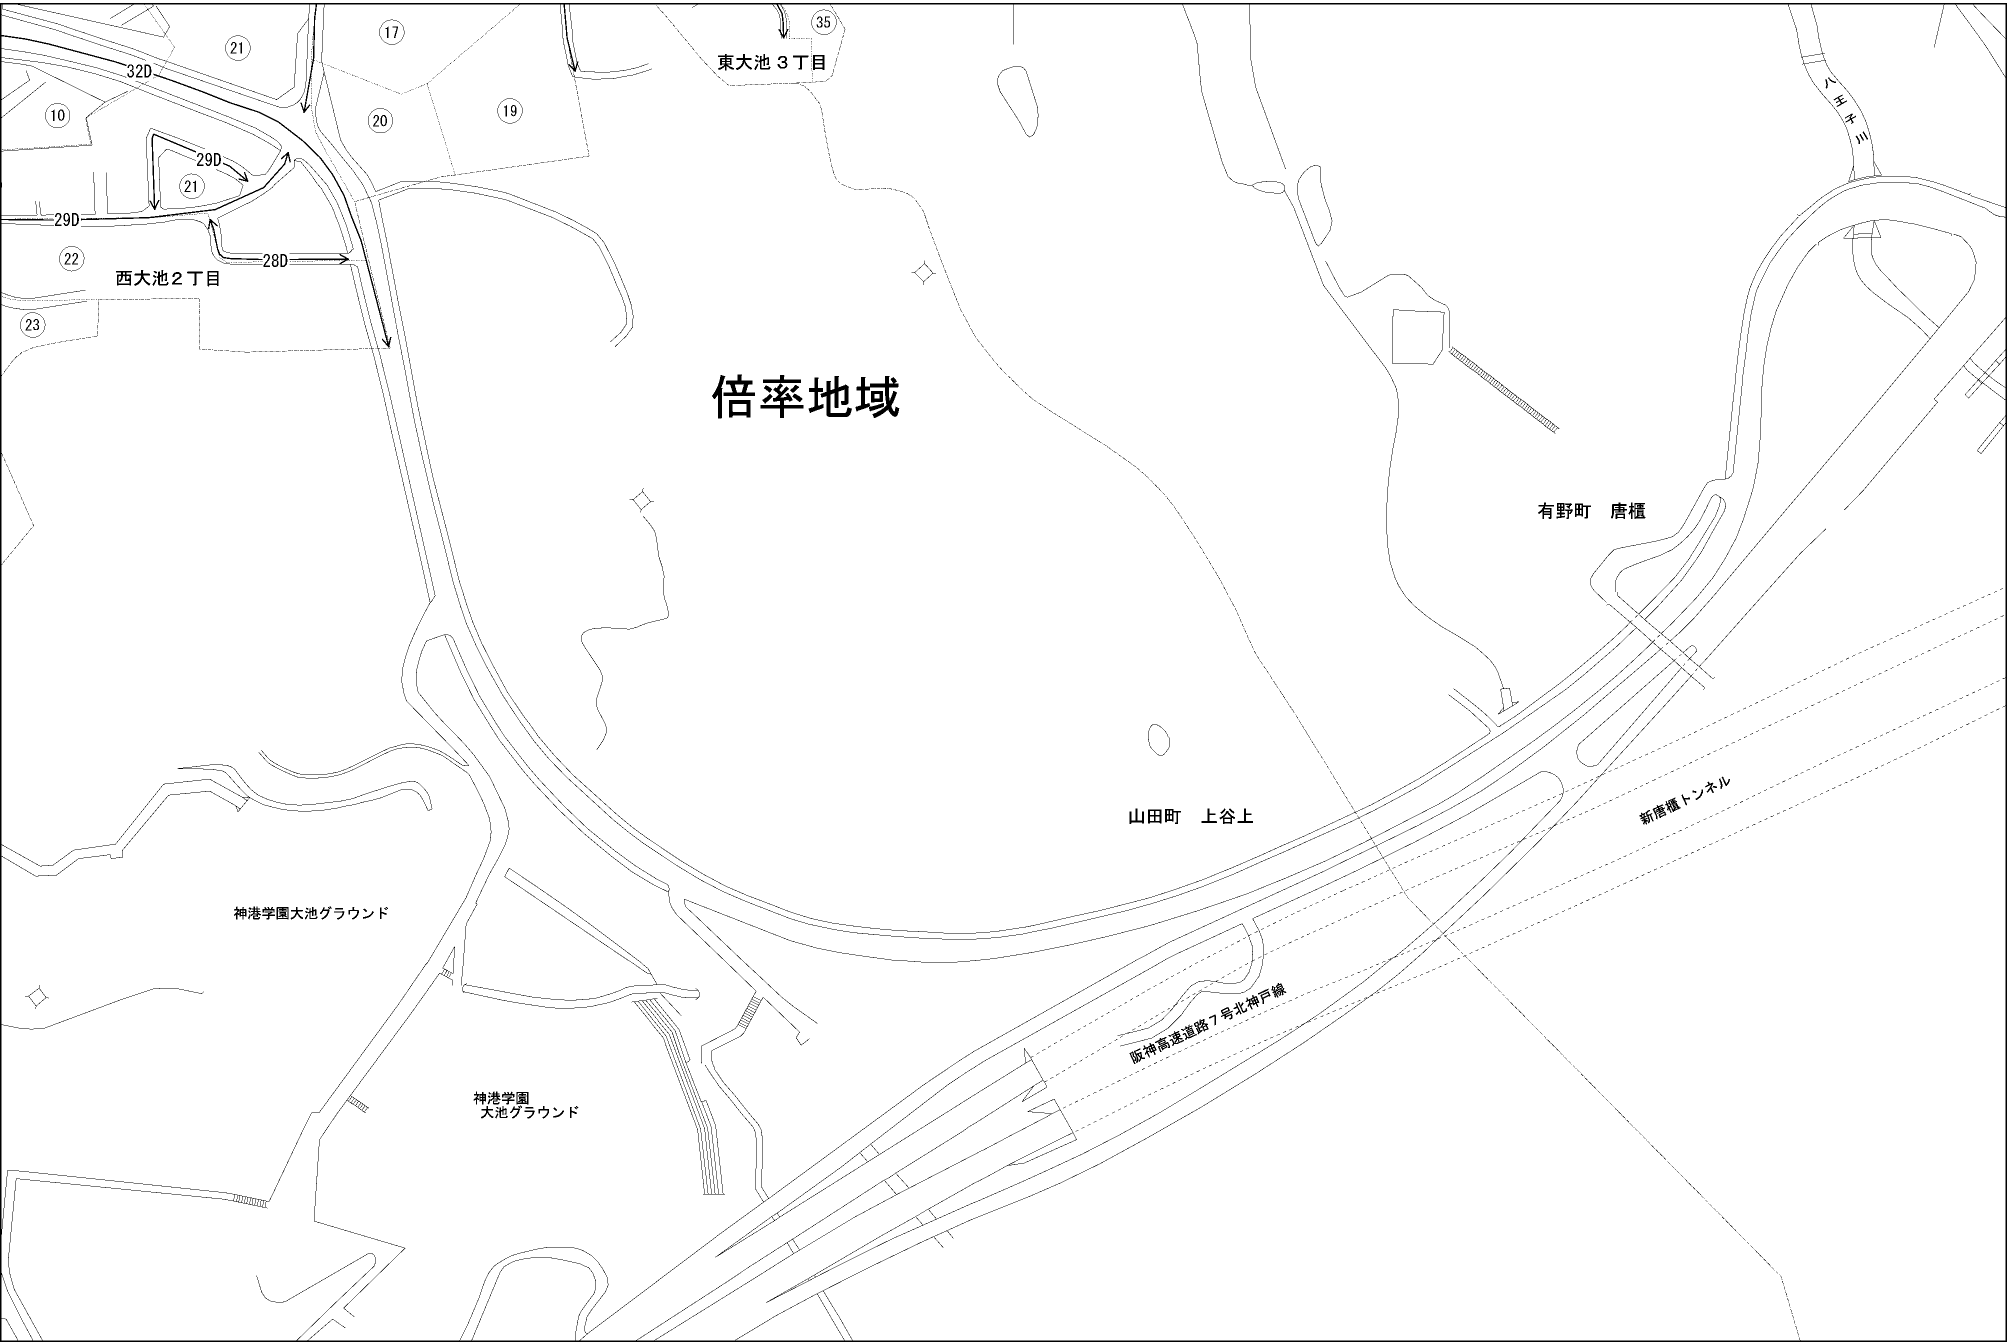 17
35
21
東大池3丁目
32D
10
20
19
八王子川
29D
21
29D
22
28D
西大池2丁目
23
倍率地域
有野町　唐櫃
新唐櫃トンネル
山田町　上谷上
神港学園大池グラウンド
阪神高速道路7号北神戸線
神港学園
大池グラウンド